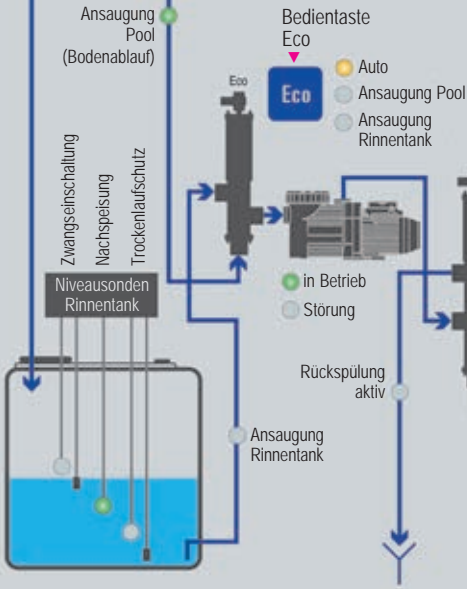 Ansaugung
Pool
(Bodenablauf)
Bedientaste
Eco
Eco
Eco
Auto
Ansaugung Pool
Ansaugung
Rinnentank
Zwangseinschaltung
Nachspeisung
Trockenlaufschutz
Niveausonden
Rinnentank
in Betrieb
Störung
Rückspülung
aktiv
Ansaugung
Rinnentank